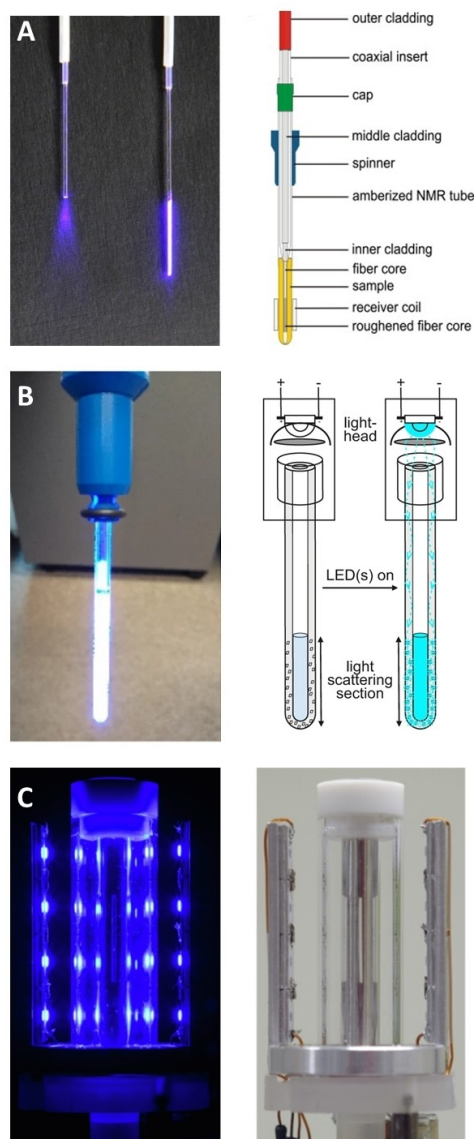 A
outer cladding
coaxial insert
cap
middle cladding
spinner
amberized NMR tube
inner cladding
fiber core
sample
receiver coil
roughened fiber core
B
+ - + -
light-
head
LED(s) on
light
scattering
section
C